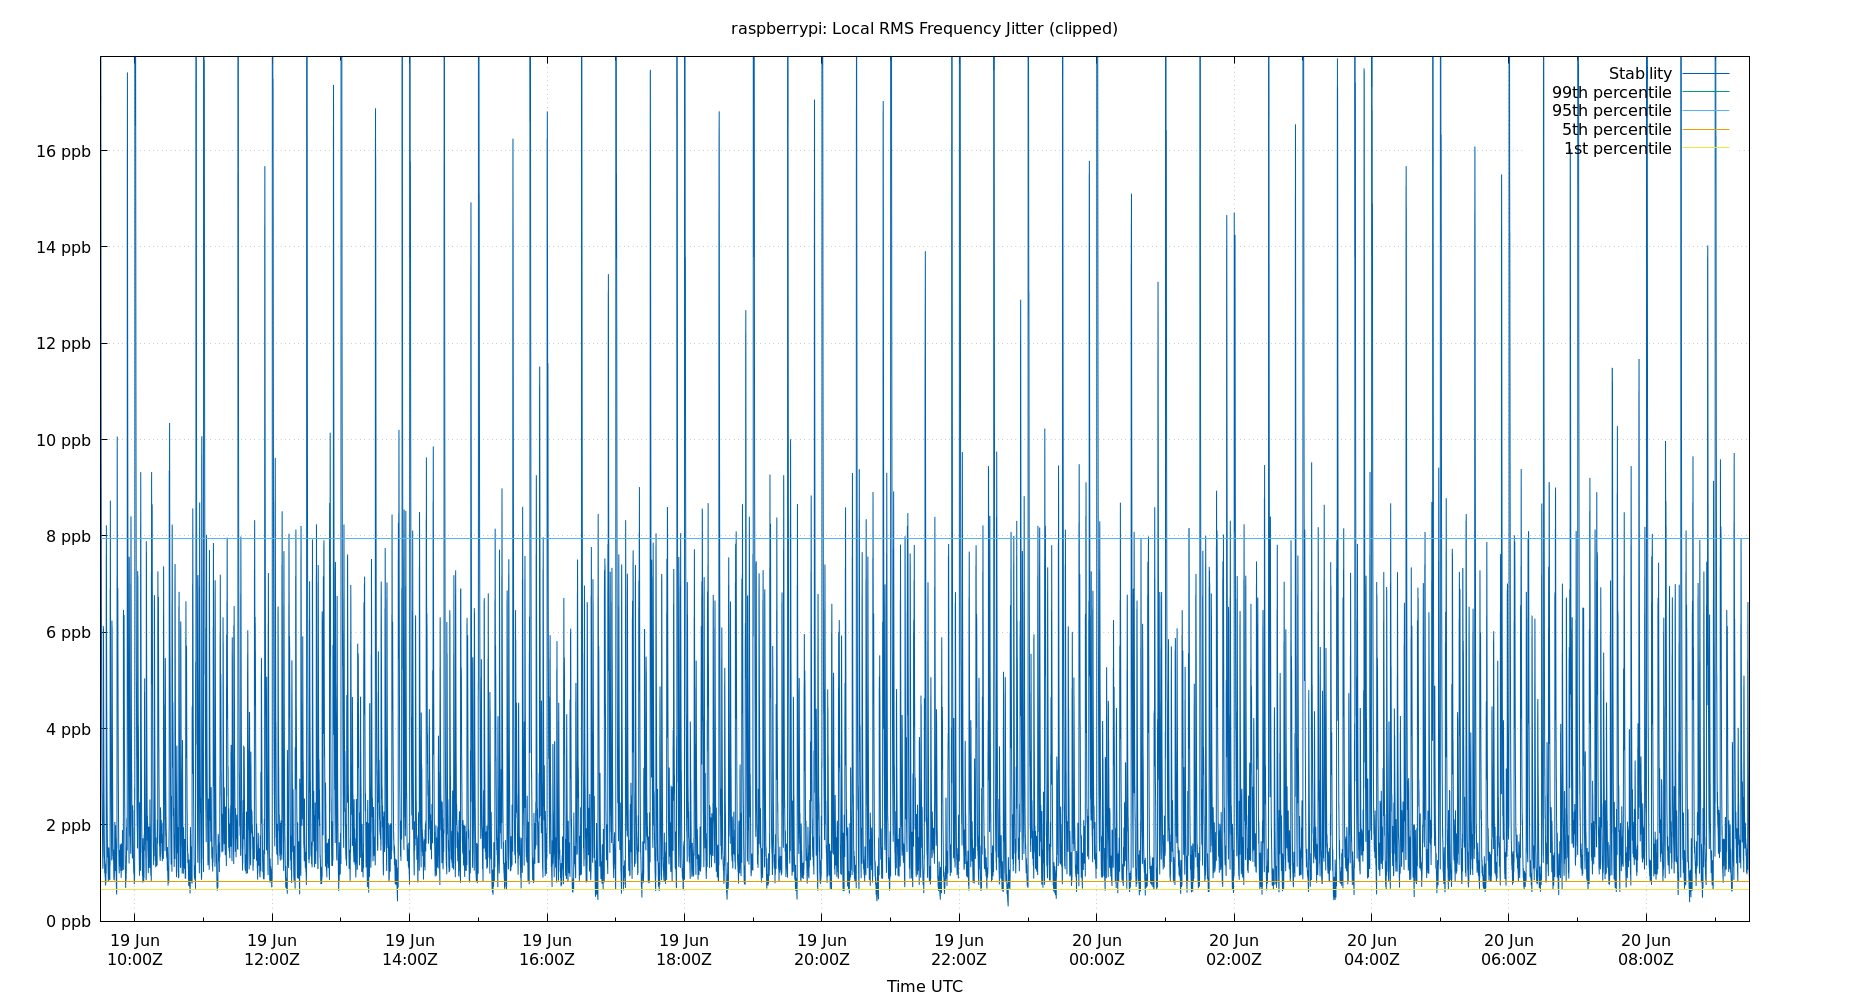 raspberrypi: Local RMS Frequency Jitter (clipped)
Stability
99th percentile
95th percentile
5th percentile
1st percentile
16 ppb
14 ppb
12 ppb
10 ppb
8 ppb
6 ppb
4 ppb
2 ppb
0 ppb
19 Jun 19 Jun 19 Jun 19 Jun 19 Jun 19 Jun 19 Jun 20 Jun 20 Jun 20 Jun 20 Jun 20 Jun
10:00Z 12:00Z 14:00Z 16:00Z 18:00Z 20:00Z 22:00Z 00:00Z 02:00Z 04:00Z 06:00Z 08:00Z
Time UTC